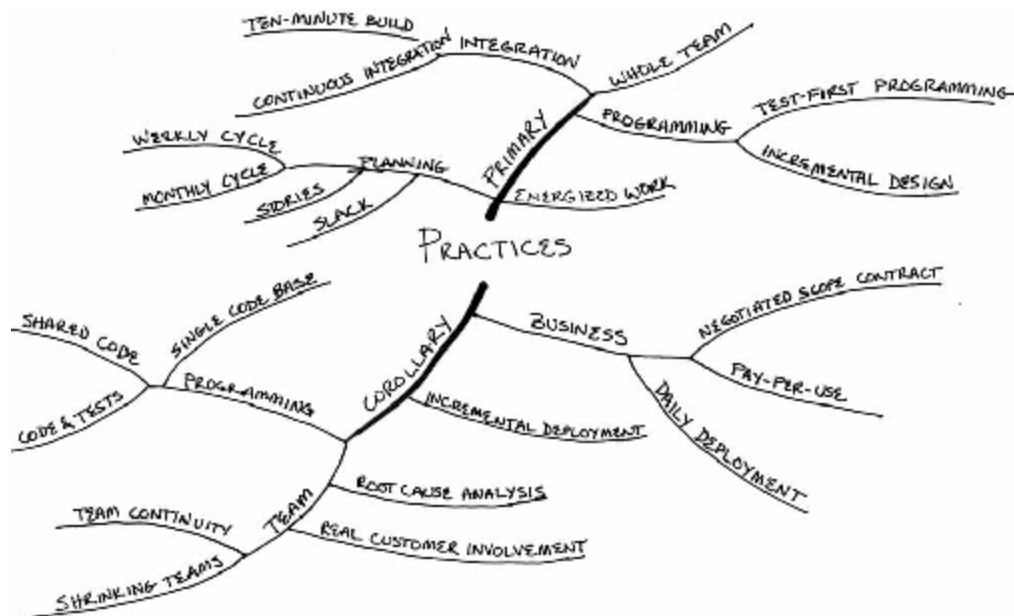 TEN-MINUTE BUILD
CONTINUOUS INTEGRATION
INTEGRATION
WHOLE TEAM
PROGRAMMING
TEST-FIRST PROGRAMMING
INCREMENTAL DESIGN
PRIMARY
WEEKLY CYCLE
MONTHLY CYCLE
PLANNING
STORIES
SLACK
ENERGIZED WORK
PRACTICES
COROLLARY
BUSINESS
NEGOTIATED SCOPE CONTRACT
PAY-PER-USE
DAILY DEPLOYMENT
INCREMENTAL DEPLOYMENT
PROGRAMMING
SINGLE CODE BASE
SHARED CODE
CODE & TESTS
TEAM
ROOT CAUSE ANALYSIS
REAL CUSTOMER INVOLVEMENT
TEAM CONTINUITY
SHRINKING TEAMS